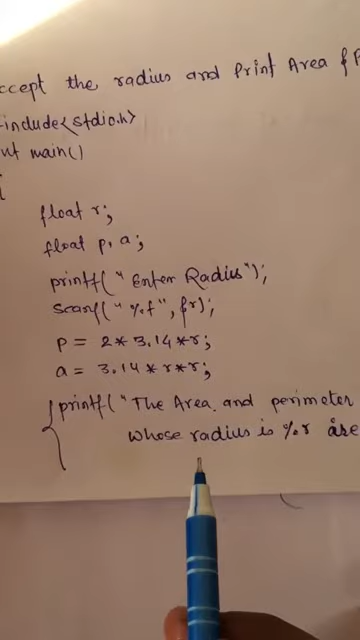 ccept the radius and Print Area & P
#include<stdio.h>
nt main()
{
float r;
float p, a;
printf("Enter Radius");
scanf("%f", &r);
P = 2*3.14*r;
a = 3.14*r*r;
printf("The Area and perimeter
whose radius is %r are